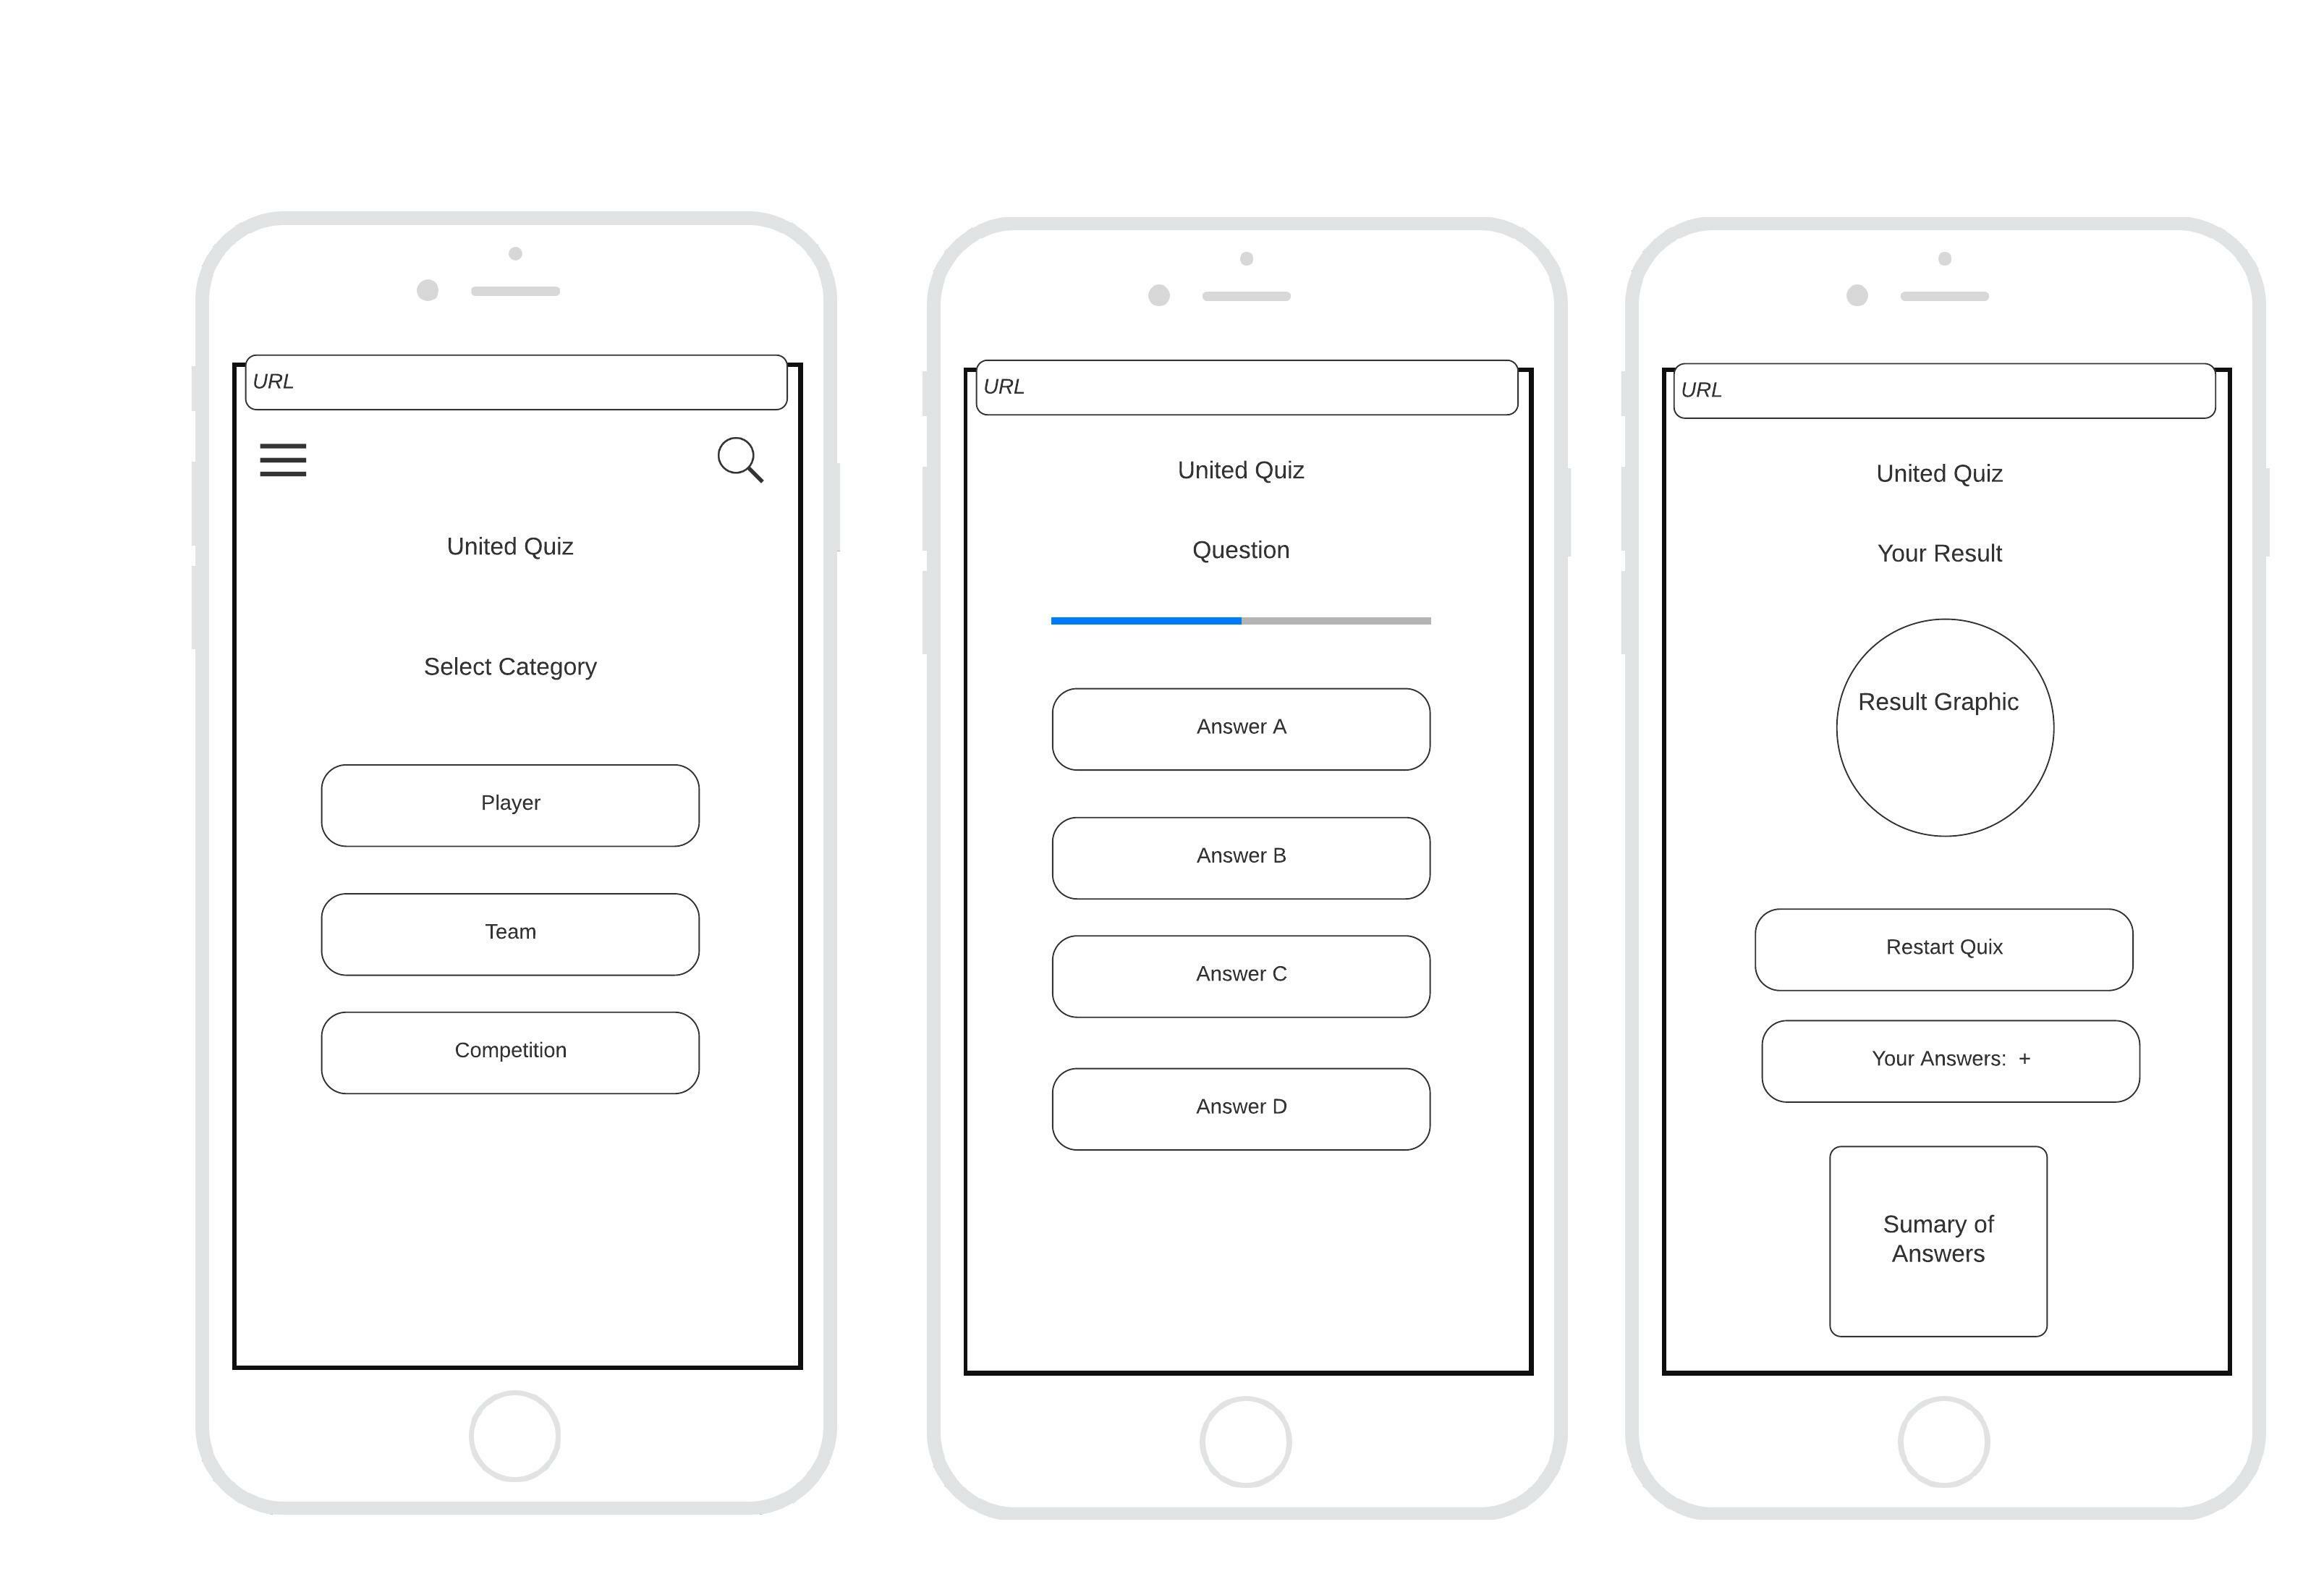 URL
United Quiz
Select Category
Player
Team
Competition
URL
United Quiz
Question
Answer A
Answer B
Answer C
Answer D
URL
United Quiz
Your Result
Result Graphic
Restart Quix
Your Answers:  +
Sumary of
Answers